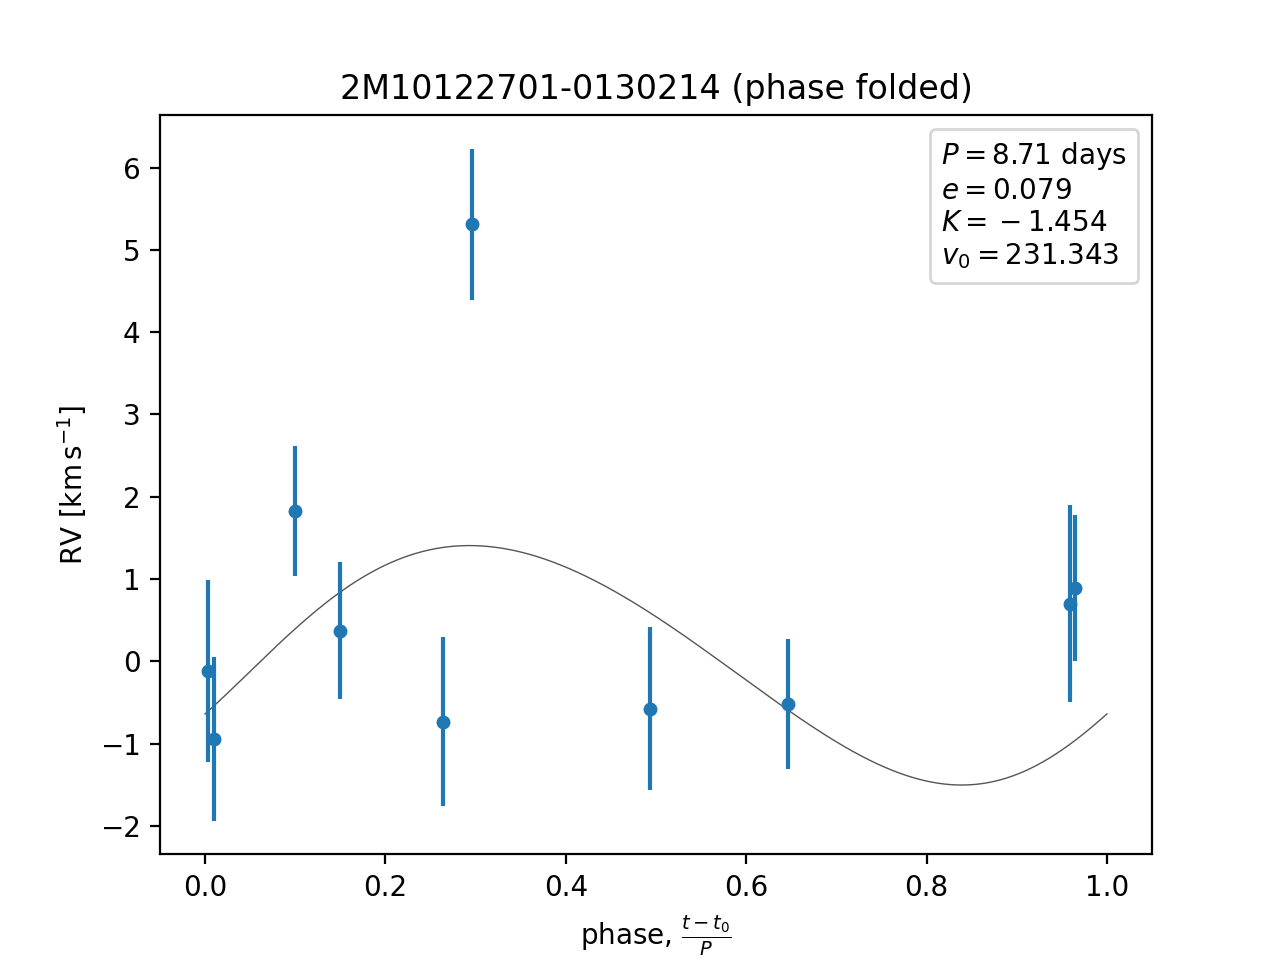 2M10122701-0130214 (phase folded)
P = 8.71 days
e = 0.079
K = −1.454
v₀ = 231.343
6
5
4
3
2
1
0
−1
−2
RV [km s⁻¹]
0.0 0.2 0.4 0.6 0.8 1.0
phase, (t − t₀)/P